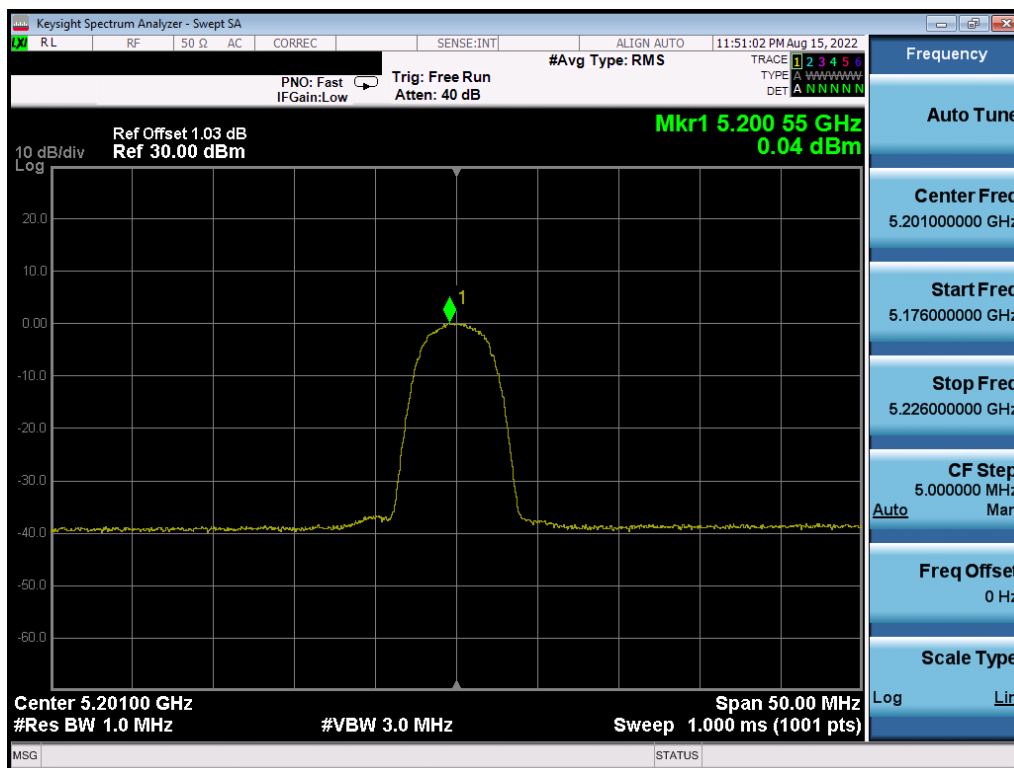 Keysight Spectrum Analyzer - Swept SA
LXI RL RF 50 Ω AC CORREC SENSE:INT ALIGN AUTO 11:51:02 PM Aug 15, 2022
#Avg Type: RMS
TRACE 1 2 3 4 5 6
PNO: Fast Trig: Free Run
TYPE A WWWWW
IFGain:Low Atten: 40 dB
DET A N N N N N
Frequency
Mkr1 5.200 55 GHz
0.04 dBm
Ref Offset 1.03 dB
10 dB/div Ref 30.00 dBm
Log
20.0
10.0
0.00
-10.0
-20.0
-30.0
-40.0
-50.0
-60.0
1
Center 5.20100 GHz Span 50.00 MHz
#Res BW 1.0 MHz #VBW 3.0 MHz Sweep 1.000 ms (1001 pts)
Auto Tune
Center Freq
5.201000000 GHz
Start Freq
5.176000000 GHz
Stop Freq
5.226000000 GHz
CF Step
5.000000 MHz
Auto Man
Freq Offset
0 Hz
Scale Type
Log Lin
MSG STATUS